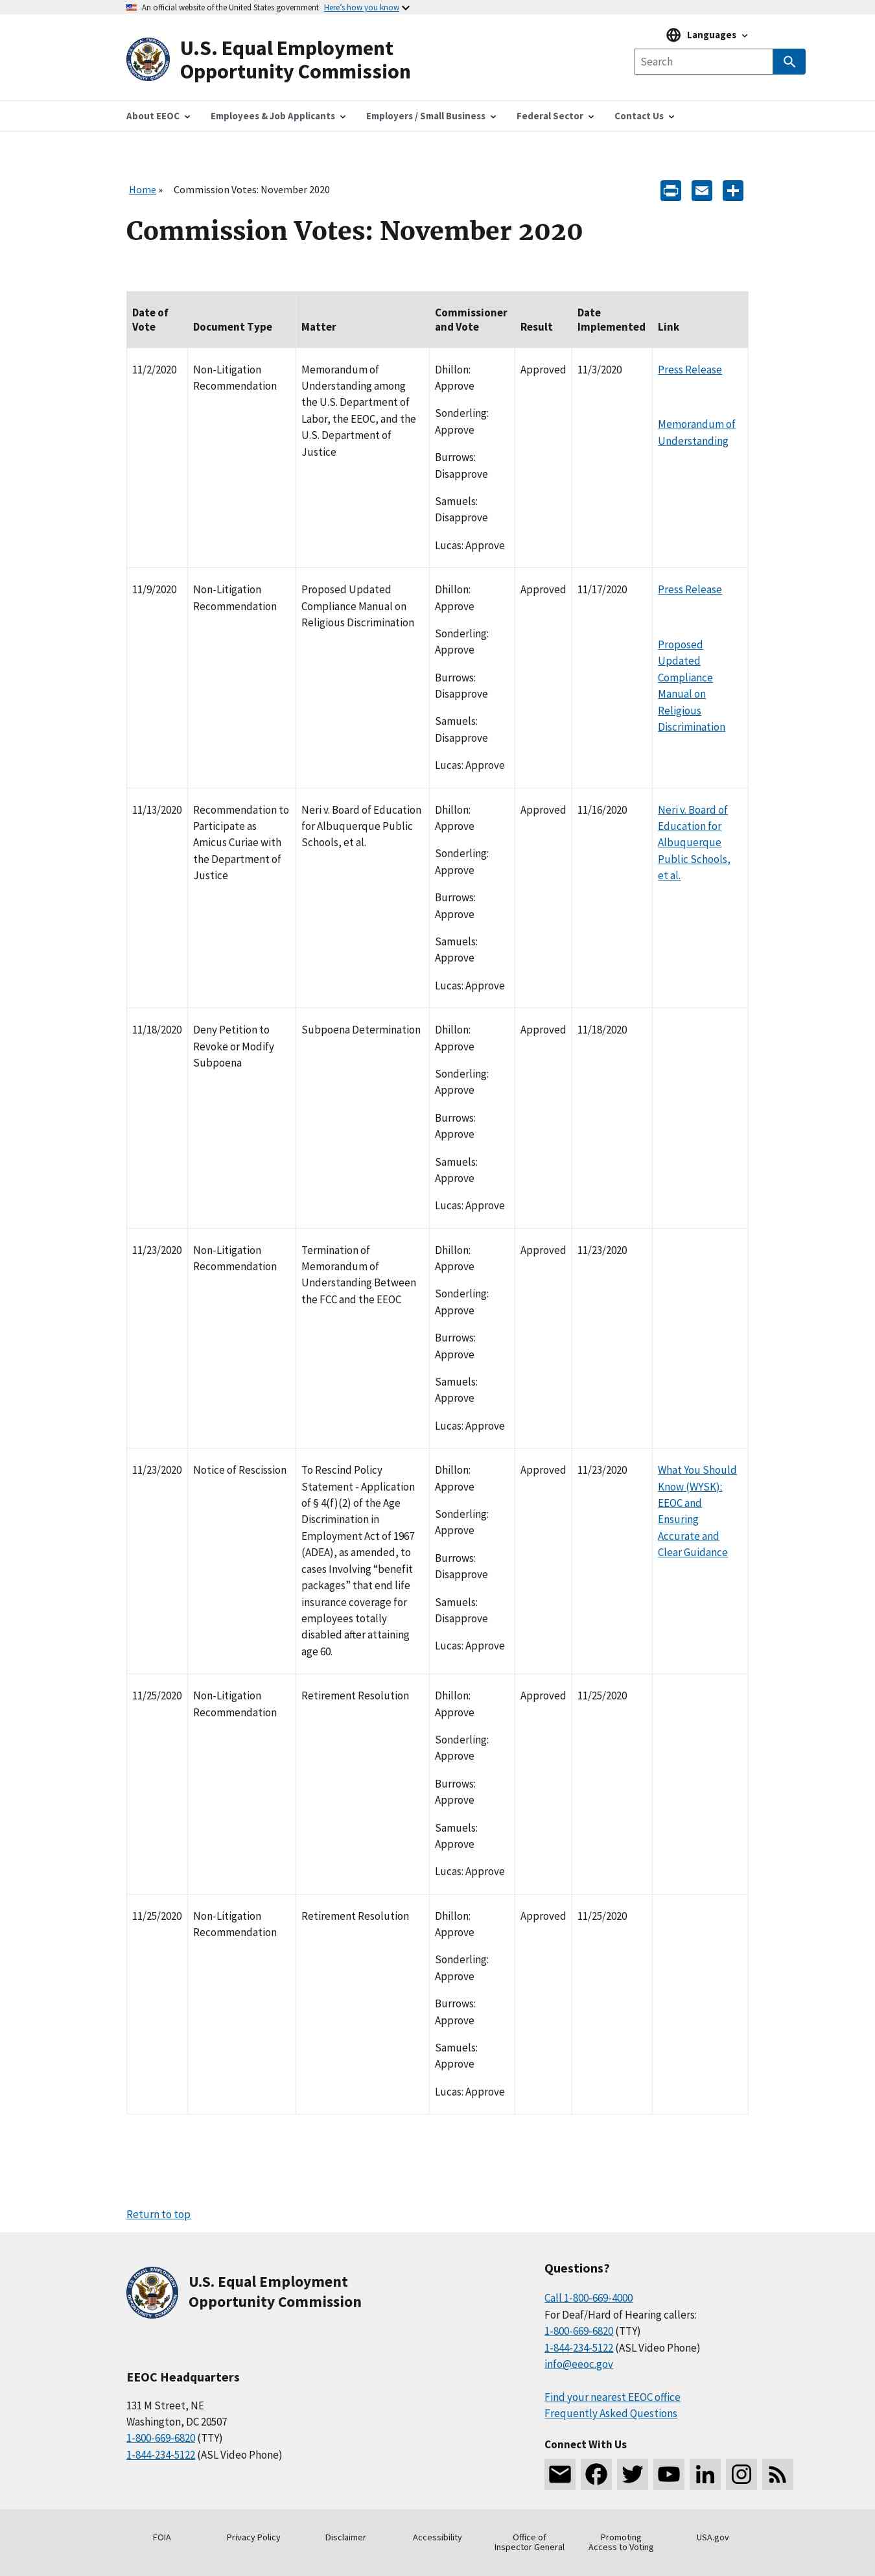 An official website of the United States government Here's how you know
U.S. Equal Employment
Opportunity Commission
Languages
Search
About EEOC
Employees & Job Applicants
Employers / Small Business
Federal Sector
Contact Us
Home » Commission Votes: November 2020
Commission Votes: November 2020
Date of
Vote
Document Type
Matter
Commissioner
and Vote
Result
Date
Implemented
Link
11/2/2020
Non-Litigation
Recommendation
Memorandum of
Understanding among
the U.S. Department of
Labor, the EEOC, and the
U.S. Department of
Justice
Dhillon:
Approve
Sonderling:
Approve
Burrows:
Disapprove
Samuels:
Disapprove
Lucas: Approve
Approved
11/3/2020
Press Release
Memorandum of
Understanding
11/9/2020
Non-Litigation
Recommendation
Proposed Updated
Compliance Manual on
Religious Discrimination
Dhillon:
Approve
Sonderling:
Approve
Burrows:
Disapprove
Samuels:
Disapprove
Lucas: Approve
Approved
11/17/2020
Press Release
Proposed
Updated
Compliance
Manual on
Religious
Discrimination
11/13/2020
Recommendation to
Participate as
Amicus Curiae with
the Department of
Justice
Neri v. Board of Education
for Albuquerque Public
Schools, et al.
Dhillon:
Approve
Sonderling:
Approve
Burrows:
Approve
Samuels:
Approve
Lucas: Approve
Approved
11/16/2020
Neri v. Board of
Education for
Albuquerque
Public Schools,
et al.
11/18/2020
Deny Petition to
Revoke or Modify
Subpoena
Subpoena Determination
Dhillon:
Approve
Sonderling:
Approve
Burrows:
Approve
Samuels:
Approve
Lucas: Approve
Approved
11/18/2020
11/23/2020
Non-Litigation
Recommendation
Termination of
Memorandum of
Understanding Between
the FCC and the EEOC
Dhillon:
Approve
Sonderling:
Approve
Burrows:
Approve
Samuels:
Approve
Lucas: Approve
Approved
11/23/2020
11/23/2020
Notice of Rescission
To Rescind Policy
Statement - Application
of § 4(f)(2) of the Age
Discrimination in
Employment Act of 1967
(ADEA), as amended, to
cases Involving “benefit
packages” that end life
insurance coverage for
employees totally
disabled after attaining
age 60.
Dhillon:
Approve
Sonderling:
Approve
Burrows:
Disapprove
Samuels:
Disapprove
Lucas: Approve
Approved
11/23/2020
What You Should
Know (WYSK):
EEOC and
Ensuring
Accurate and
Clear Guidance
11/25/2020
Non-Litigation
Recommendation
Retirement Resolution
Dhillon:
Approve
Sonderling:
Approve
Burrows:
Approve
Samuels:
Approve
Lucas: Approve
Approved
11/25/2020
11/25/2020
Non-Litigation
Recommendation
Retirement Resolution
Dhillon:
Approve
Sonderling:
Approve
Burrows:
Approve
Samuels:
Approve
Lucas: Approve
Approved
11/25/2020
Return to top
U.S. Equal Employment
Opportunity Commission
EEOC Headquarters
131 M Street, NE
Washington, DC 20507
1-800-669-6820 (TTY)
1-844-234-5122 (ASL Video Phone)
Questions?
Call 1-800-669-4000
For Deaf/Hard of Hearing callers:
1-800-669-6820 (TTY)
1-844-234-5122 (ASL Video Phone)
info@eeoc.gov
Find your nearest EEOC office
Frequently Asked Questions
Connect With Us
FOIA
Privacy Policy
Disclaimer
Accessibility
Office of
Inspector General
Promoting
Access to Voting
USA.gov